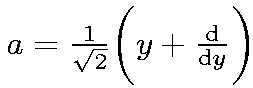 $a = \frac{1}{\sqrt{2}} \left( y + \frac{\mathrm{d}}{\mathrm{d}y} \right)$